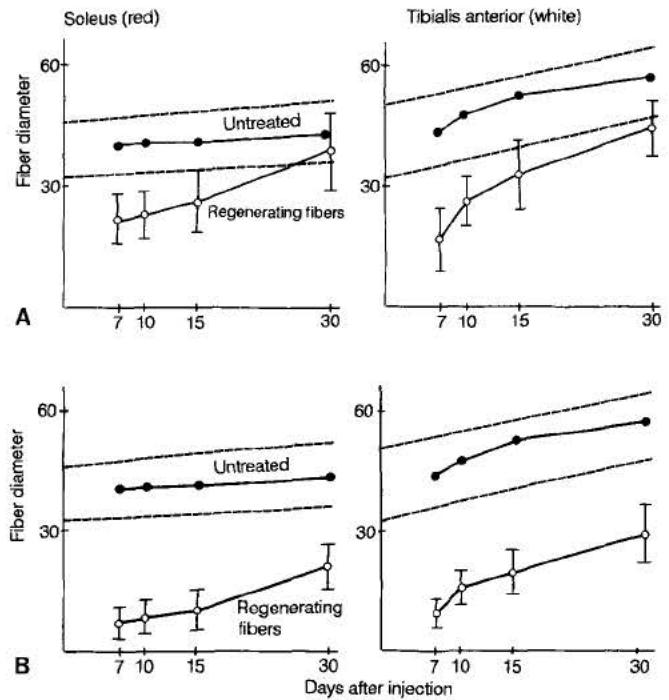 Soleus (red)
Tibialis anterior (white)
Fiber diameter
60
30
Untreated
Regenerating fibers
7 10 15 30
60
30
7 10 15 30
A
Fiber diameter
60
30
Untreated
Regenerating
fibers
7 10 15 30
60
30
7 10 15 30
B
Days after injection